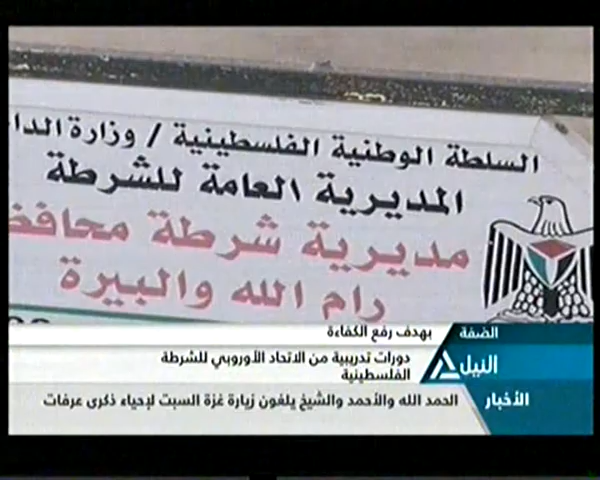 السلطة الوطنية الفلسطينية / وزارة الدا
المديرية العامة للشرطة
مديرية شرطة محافظ
رام الله والبيرة
الضفة
بهدف رفع الكفاءة
النيل
دورات تدريبية من الاتحاد الأوروبي للشرطة
الفلسطينية
الأخبار
الحمد الله والأحمد والشيخ يلغون زيارة غزة السبت لإحياء ذكرى عرفات